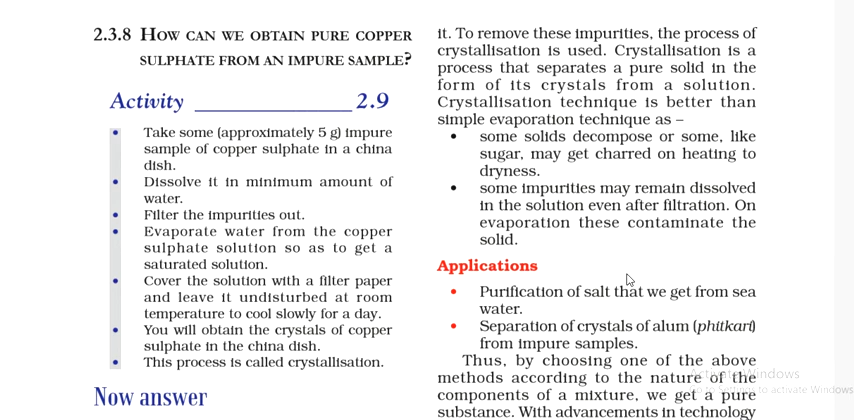 2.3.8 HOW CAN WE OBTAIN PURE COPPER
SULPHATE FROM AN IMPURE SAMPLE?
Activity ______________ 2.9
• Take some (approximately 5 g) impure
sample of copper sulphate in a china
dish.
• Dissolve it in minimum amount of
water.
• Filter the impurities out.
• Evaporate water from the copper
sulphate solution so as to get a
saturated solution.
• Cover the solution with a filter paper
and leave it undisturbed at room
temperature to cool slowly for a day.
• You will obtain the crystals of copper
sulphate in the china dish.
• This process is called crystallisation.
Now answer
it. To remove these impurities, the process of
crystallisation is used. Crystallisation is a
process that separates a pure solid in the
form of its crystals from a solution.
Crystallisation technique is better than
simple evaporation technique as –
• some solids decompose or some, like
sugar, may get charred on heating to
dryness.
• some impurities may remain dissolved
in the solution even after filtration. On
evaporation these contaminate the
solid.
Applications
• Purification of salt that we get from sea
water.
• Separation of crystals of alum (phitkari)
from impure samples.
Thus, by choosing one of the above
methods according to the nature of the
components of a mixture, we get a pure
substance. With advancements in technology
Activate Windows
Go to Settings to activate Windows